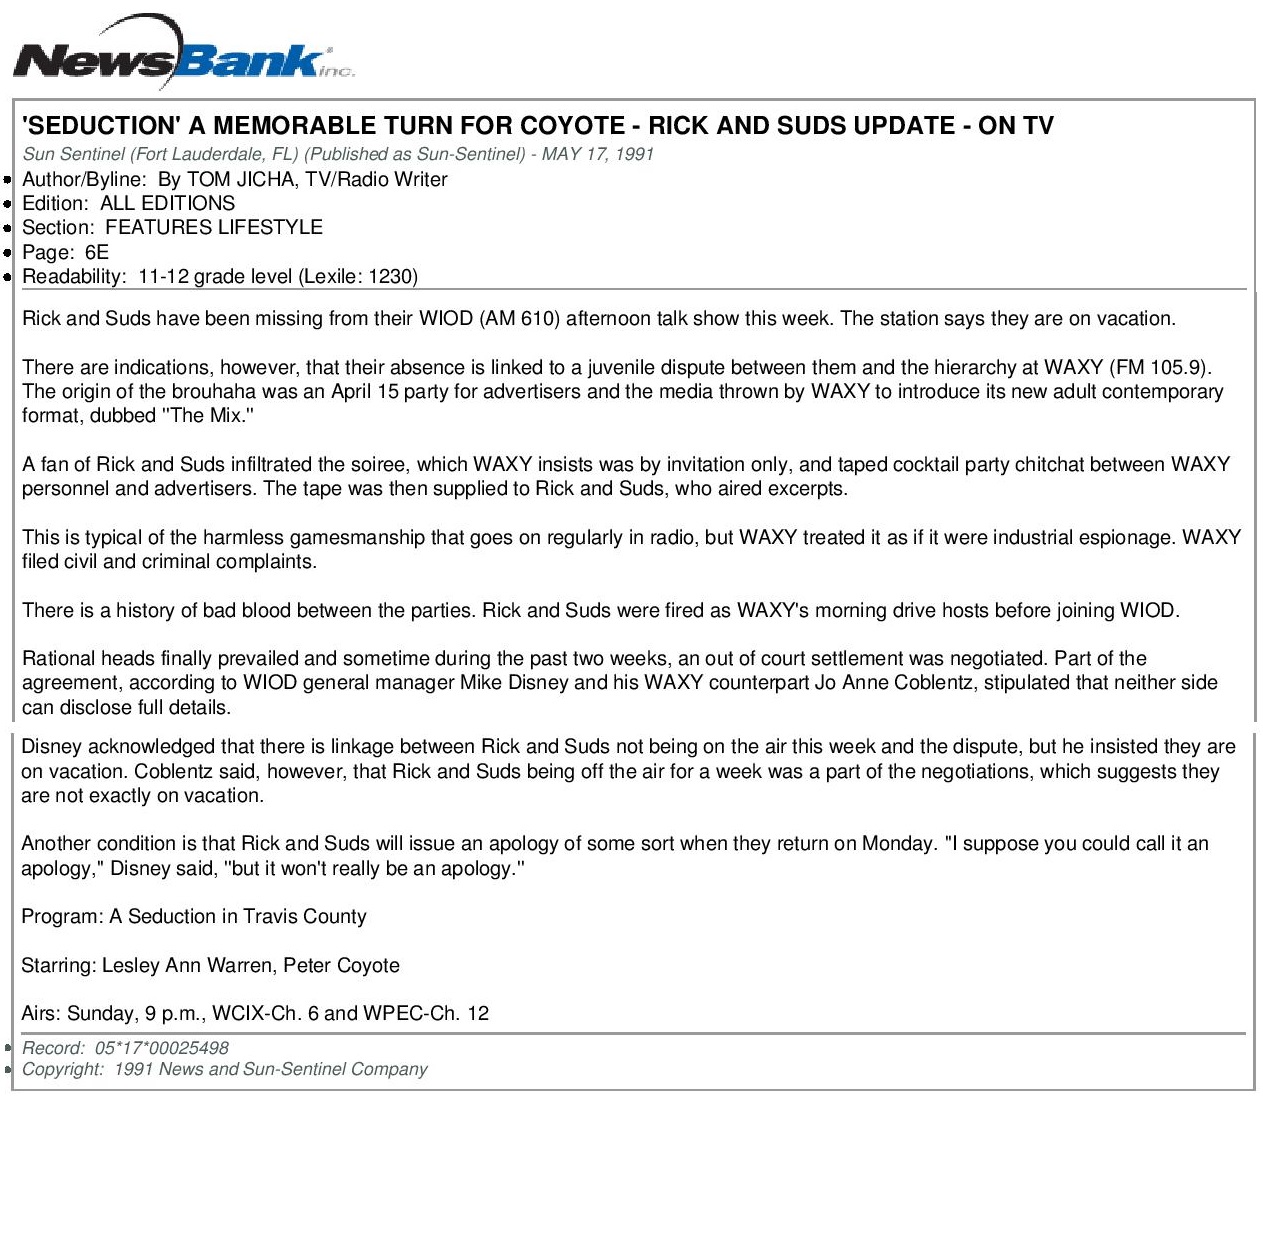 NewsBank® inc.
'SEDUCTION' A MEMORABLE TURN FOR COYOTE - RICK AND SUDS UPDATE - ON TV
Sun Sentinel (Fort Lauderdale, FL) (Published as Sun-Sentinel) - MAY 17, 1991
• Author/Byline: By TOM JICHA, TV/Radio Writer
• Edition: ALL EDITIONS
• Section: FEATURES LIFESTYLE
• Page: 6E
• Readability: 11-12 grade level (Lexile: 1230)
Rick and Suds have been missing from their WIOD (AM 610) afternoon talk show this week. The station says they are on vacation.
There are indications, however, that their absence is linked to a juvenile dispute between them and the hierarchy at WAXY (FM 105.9).
The origin of the brouhaha was an April 15 party for advertisers and the media thrown by WAXY to introduce its new adult contemporary
format, dubbed ''The Mix.''
A fan of Rick and Suds infiltrated the soiree, which WAXY insists was by invitation only, and taped cocktail party chitchat between WAXY
personnel and advertisers. The tape was then supplied to Rick and Suds, who aired excerpts.
This is typical of the harmless gamesmanship that goes on regularly in radio, but WAXY treated it as if it were industrial espionage. WAXY
filed civil and criminal complaints.
There is a history of bad blood between the parties. Rick and Suds were fired as WAXY's morning drive hosts before joining WIOD.
Rational heads finally prevailed and sometime during the past two weeks, an out of court settlement was negotiated. Part of the
agreement, according to WIOD general manager Mike Disney and his WAXY counterpart Jo Anne Coblentz, stipulated that neither side
can disclose full details.
Disney acknowledged that there is linkage between Rick and Suds not being on the air this week and the dispute, but he insisted they are
on vacation. Coblentz said, however, that Rick and Suds being off the air for a week was a part of the negotiations, which suggests they
are not exactly on vacation.
Another condition is that Rick and Suds will issue an apology of some sort when they return on Monday. "I suppose you could call it an
apology," Disney said, ''but it won't really be an apology.''
Program: A Seduction in Travis County
Starring: Lesley Ann Warren, Peter Coyote
Airs: Sunday, 9 p.m., WCIX-Ch. 6 and WPEC-Ch. 12
• Record: 05*17*00025498
• Copyright: 1991 News and Sun-Sentinel Company